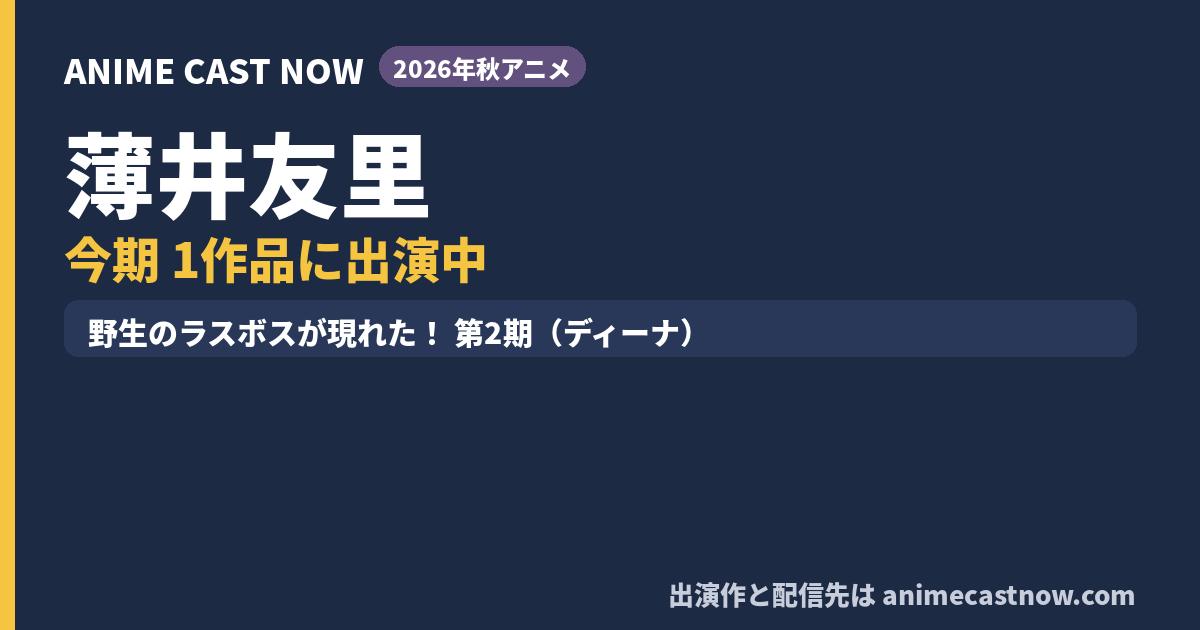 ANIME CAST NOW 2026年秋アニメ
薄井友里
今期 1作品に出演中
野生のラスボスが現れた！ 第2期（ディーナ）
出演作と配信先は animecastnow.com